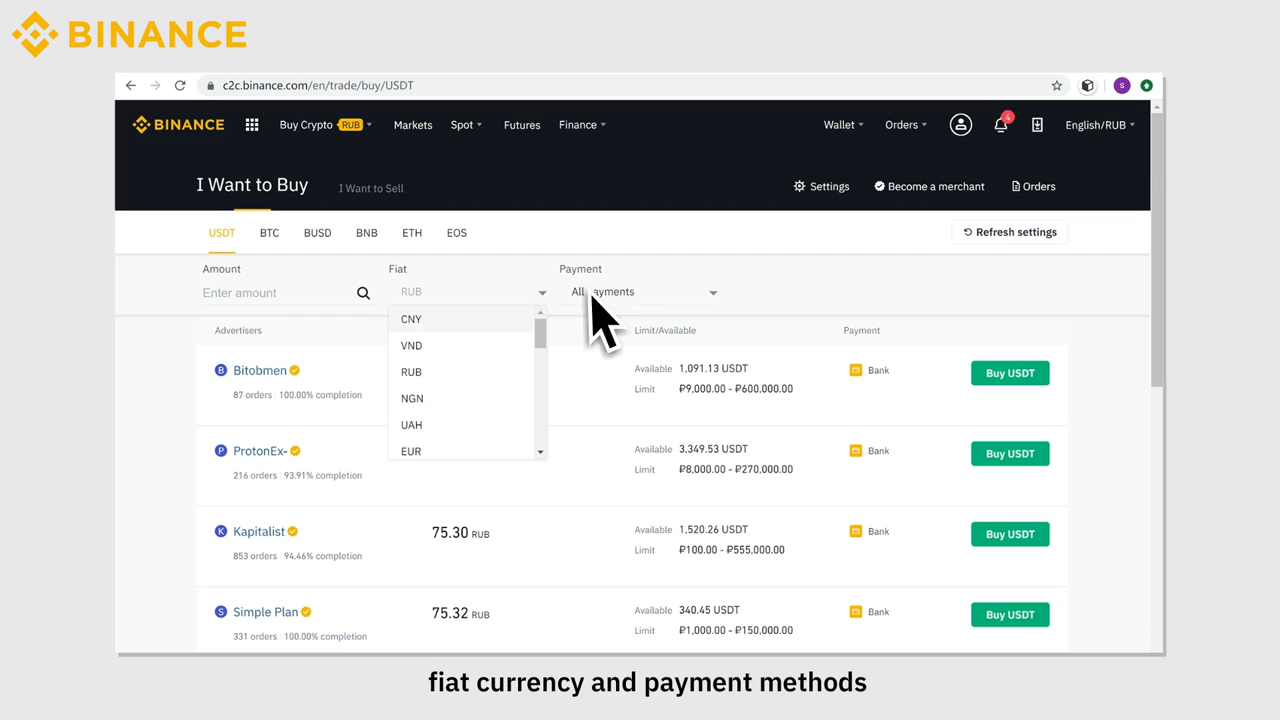 BINANCE
c2c.binance.com/en/trade/buy/USDT
S
BINANCE
Buy Crypto RUB
Markets
Spot
Futures
Finance
Wallet
Orders
4
English/RUB
I Want to Buy
I Want to Sell
Settings
Become a merchant
Orders
USDT
BTC
BUSD
BNB
ETH
EOS
Refresh settings
Amount
Fiat
Payment
Enter amount
RUB
All payments
CNY
VND
RUB
NGN
UAH
EUR
Advertisers
Limit/Available
Payment
B Bitobmen
87 orders | 100.00% completion
Available 1,091.13 USDT
Limit ₽9,000.00 - ₽600,000.00
Bank
Buy USDT
P ProtonEx-
216 orders | 93.91% completion
Available 3,349.53 USDT
Limit ₽8,000.00 - ₽270,000.00
Bank
Buy USDT
K Kapitalist
853 orders | 94.46% completion
75.30 RUB
Available 1,520.26 USDT
Limit ₽100.00 - ₽555,000.00
Bank
Buy USDT
S Simple Plan
331 orders | 100.00% completion
75.32 RUB
Available 340.45 USDT
Limit ₽1,000.00 - ₽150,000.00
Bank
Buy USDT
fiat currency and payment methods